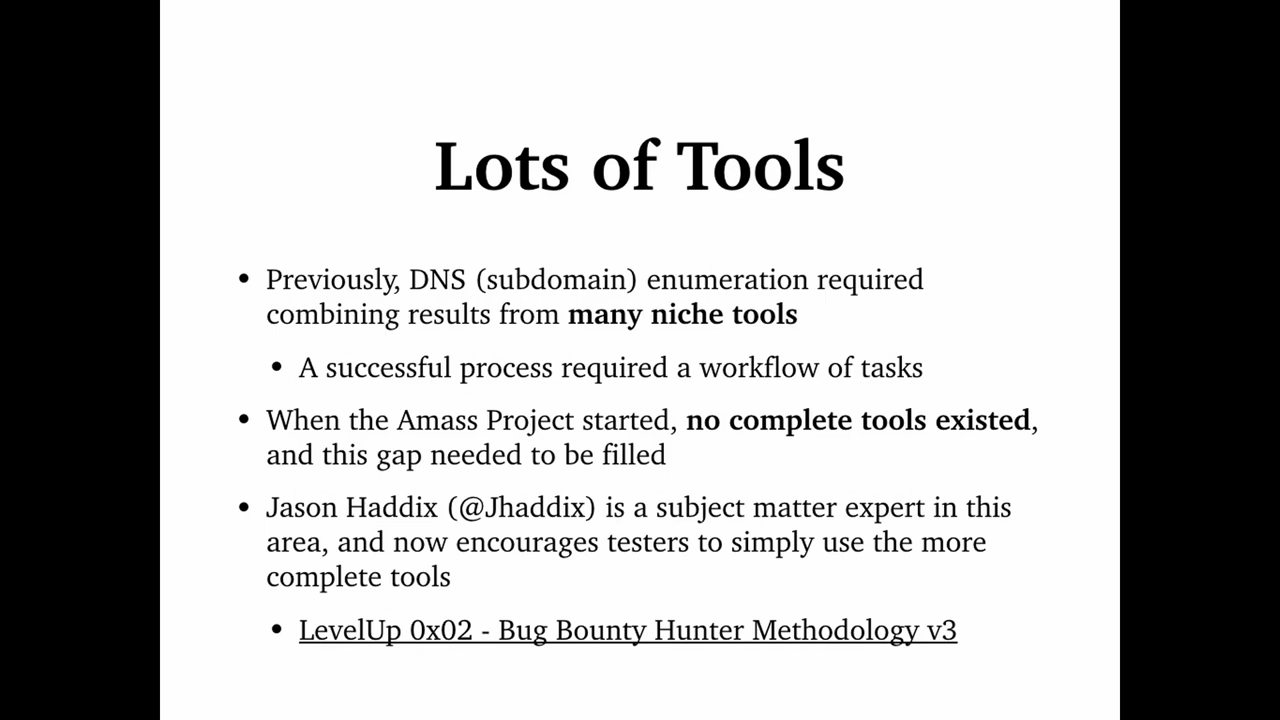 Lots of Tools
• Previously, DNS (subdomain) enumeration required
combining results from many niche tools
• A successful process required a workflow of tasks
• When the Amass Project started, no complete tools existed,
and this gap needed to be filled
• Jason Haddix (@Jhaddix) is a subject matter expert in this
area, and now encourages testers to simply use the more
complete tools
• LevelUp 0x02 - Bug Bounty Hunter Methodology v3